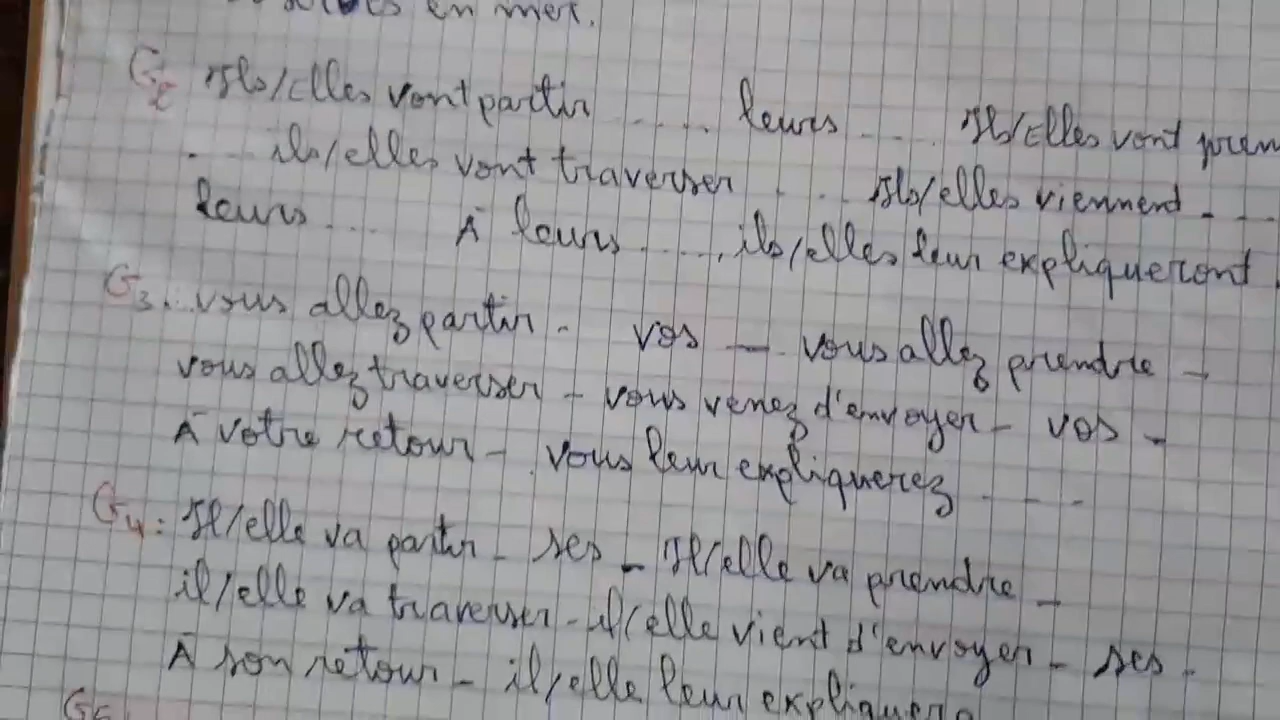 en mer.
G2 Ils/Elles vont partir ..... leurs .... Ils/Elles vont pren
. ... ils/elles vont traverser . .. Ils/elles viennent - ..
leurs .... À leurs ...., ils/elles leur expliqueront
G3... vous allez partir - vos — vous allez prendre -
vous allez traverser - vous venez d'envoyer - vos -
À votre retour - vous leur expliquerez ....
G4: Il/elle va partir - ses - Il/elle va prendre -
il/elle va traverser - il/elle vient d'envoyer - ses -
À son retour - il/elle leur expliquera